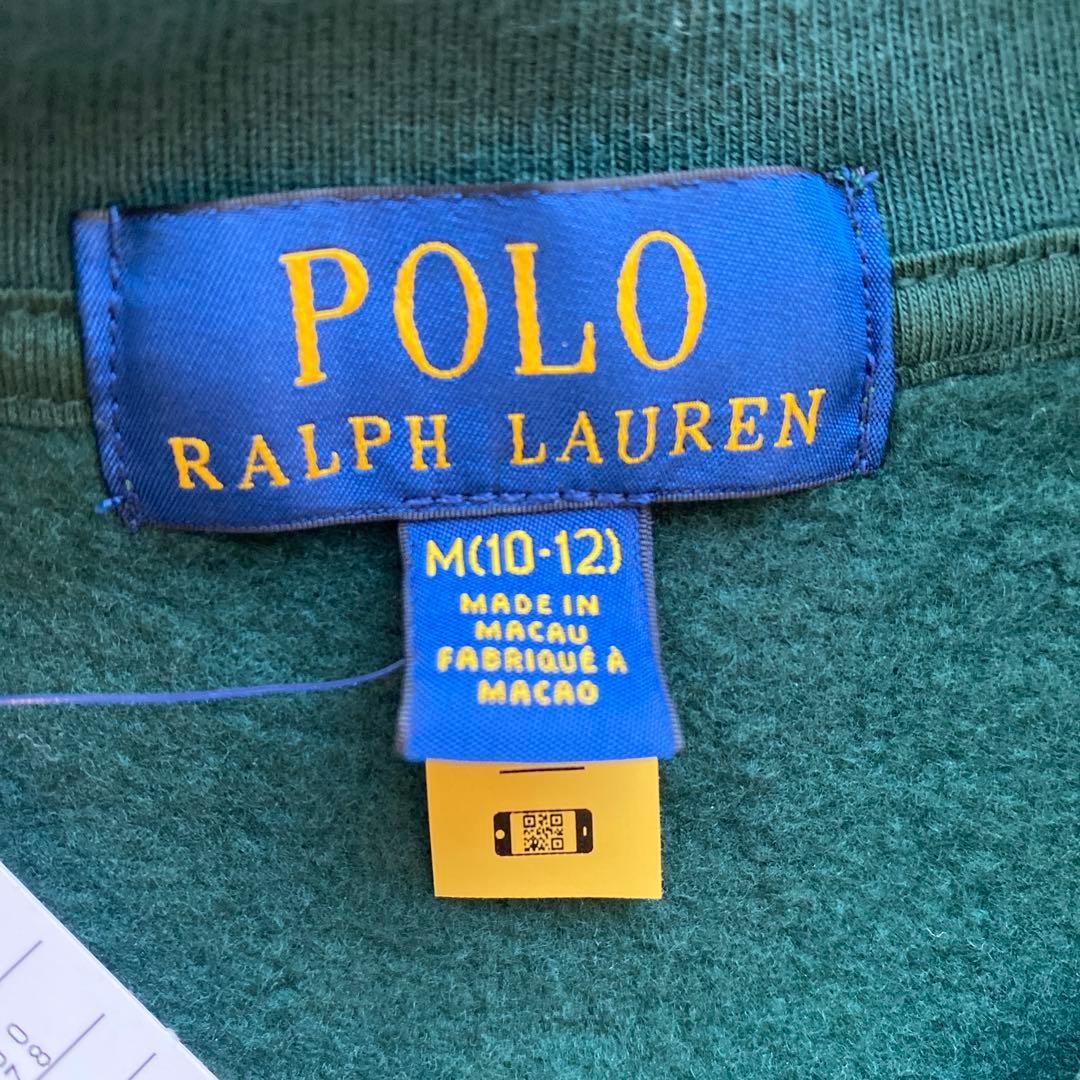 POLO
RALPH LAUREN
M(10-12)
MADE IN
MACAU
FABRIQUÉ À
MACAO